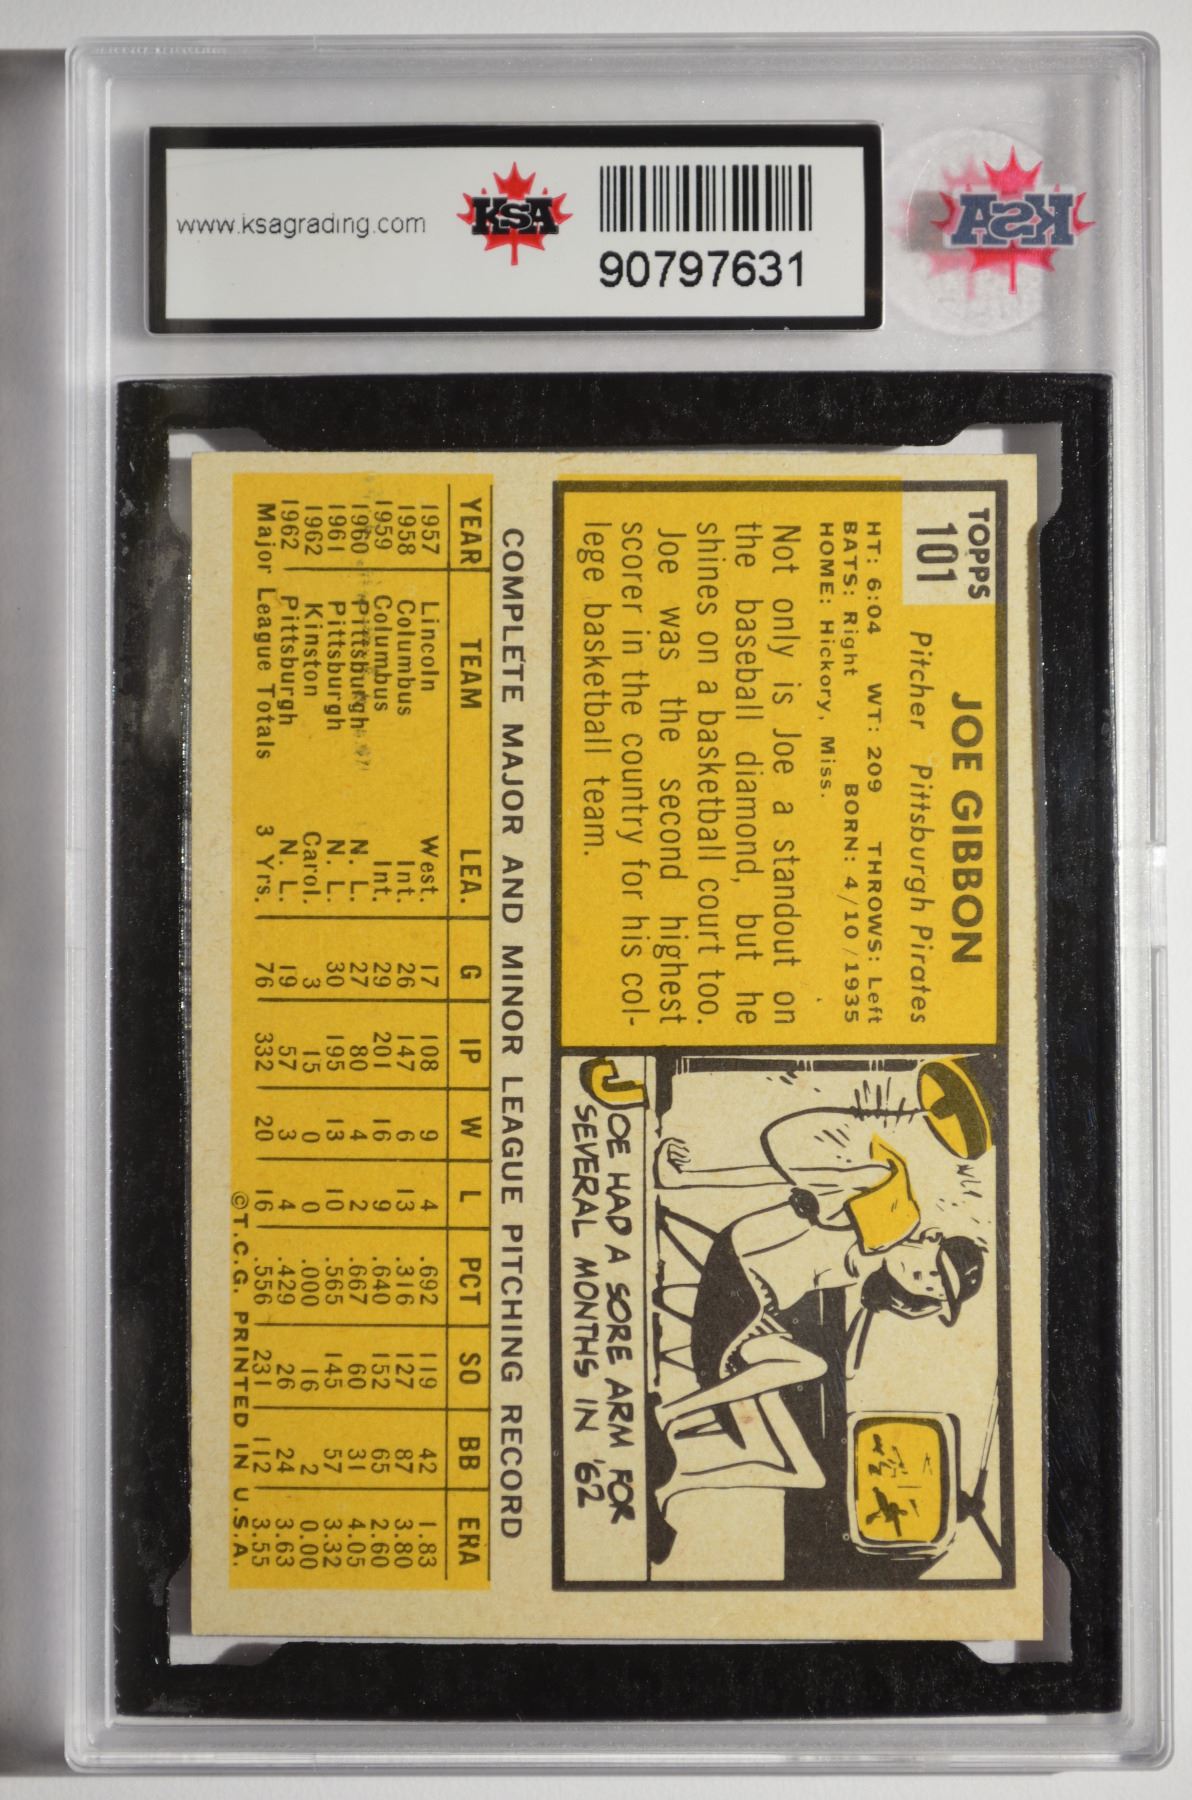 www.ksagrading.com
KSA
90797631
KSA
TOPPS
101
JOE GIBBON
Pitcher Pittsburgh Pirates
HT: 6:04 WT: 209 THROWS: Left
BATS: Right BORN: 4/10/1935
HOME: Hickory, Miss.
Not only is Joe a standout on
the baseball diamond, but he
shines on a basketball court too.
Joe was the second highest
scorer in the country for his col-
lege basketball team.
JOE HAD A SORE ARM FOR
SEVERAL MONTHS IN '62
COMPLETE MAJOR AND MINOR LEAGUE PITCHING RECORD
YEAR TEAM LEA. G IP W L PCT SO BB ERA
1957 Lincoln West. 17 108 9 4 .692 119 42 1.83
1958 Columbus Int. 26 147 6 13 .316 127 87 3.80
1959 Columbus Int. 29 201 16 9 .640 152 65 2.60
1960 Pittsburgh N. L. 27 80 4 2 .667 60 31 4.05
1961 Pittsburgh N. L. 30 195 13 10 .565 145 57 3.32
1962 Kinston Carol. 3 15 0 0 .000 16 2 0.00
1962 Pittsburgh N. L. 19 57 3 4 .429 26 24 3.63
Major League Totals 3 Yrs. 76 332 20 16 .556 231 112 3.55
©T.C.G. PRINTED IN U.S.A.